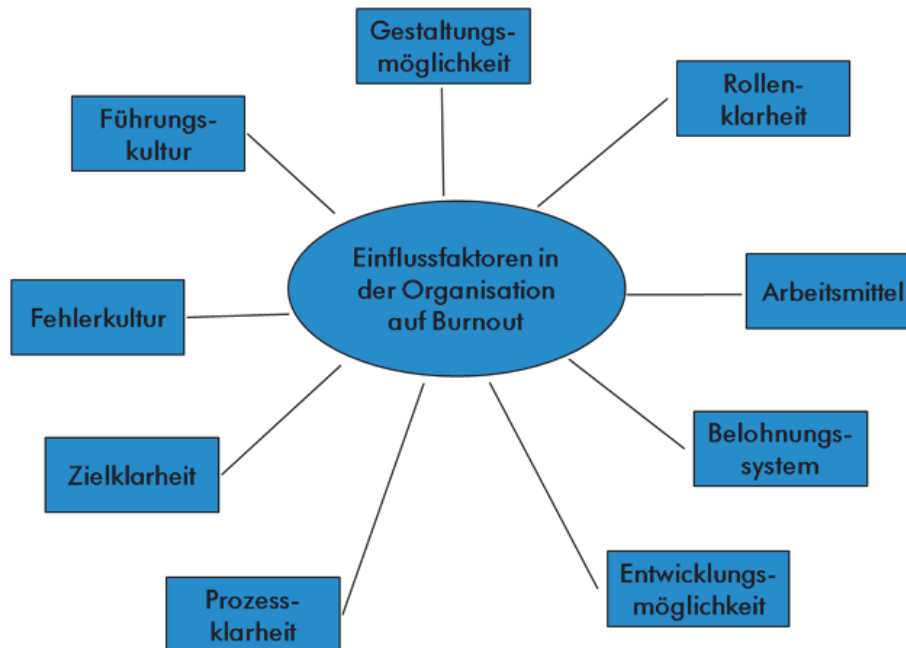 Gestaltungs-
möglichkeit
Rollen-
klarheit
Führungs-
kultur
Einflussfaktoren in
der Organisation
auf Burnout
Arbeitsmittel
Fehlerkultur
Belohnungs-
system
Zielklarheit
Entwicklungs-
möglichkeit
Prozess-
klarheit